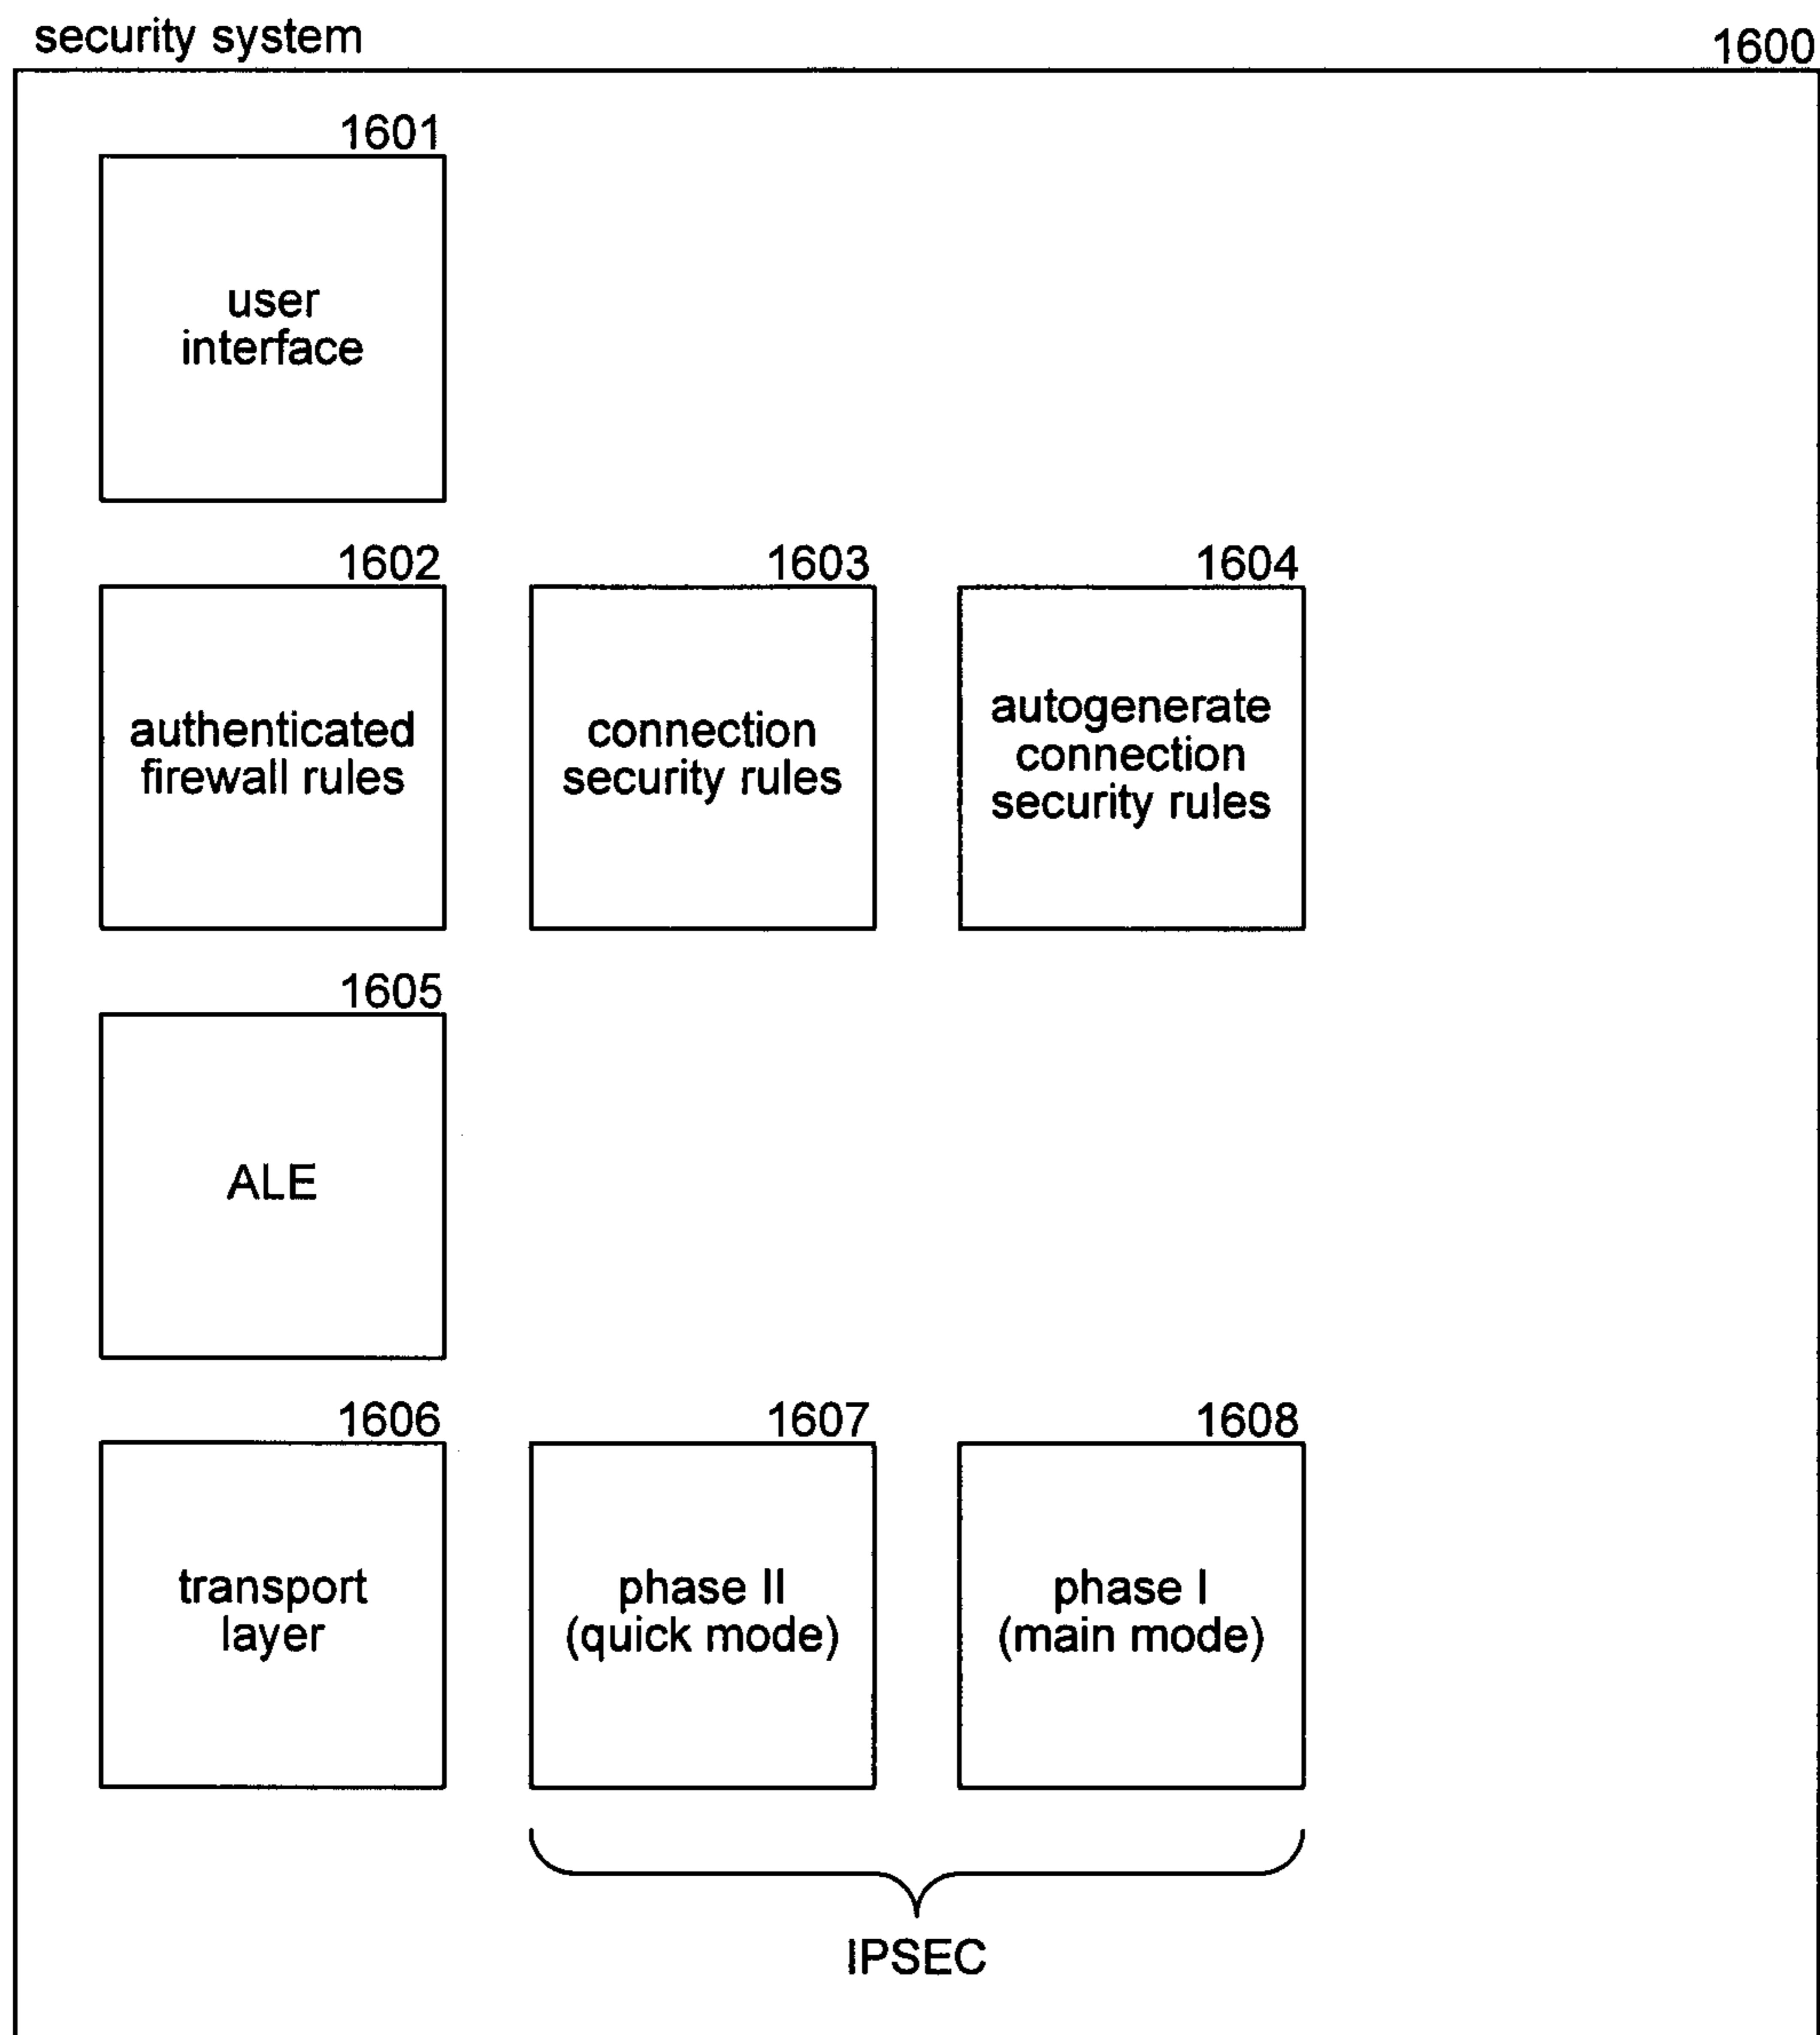 security system
1600
1601
user
interface
1602
1603
1604
authenticated
firewall rules
connection
security rules
autogenerate
connection
security rules
1605
ALE
1606
1607
1608
transport
layer
phase II
(quick mode)
phase I
(main mode)
IPSEC